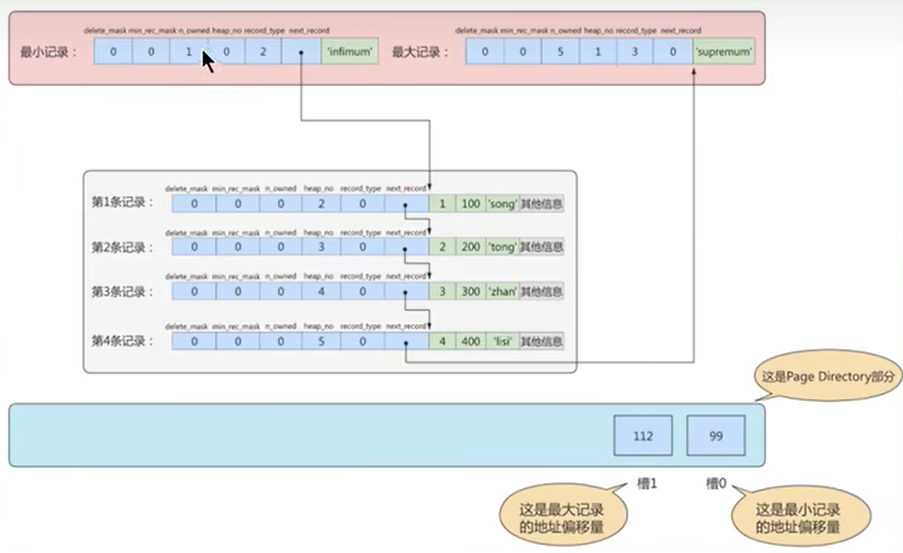 delete_mask min_rec_mask n_owned heap_no record_type next_record
最小记录： 0 0 1 0 2 'infimum'
delete_mask min_rec_mask n_owned heap_no record_type next_record
最大记录： 0 0 5 1 3 0 'supremum'
delete_mask min_rec_mask n_owned heap_no record_type next_record
第1条记录： 0 0 0 2 0 1 100 'song' 其他信息
delete_mask min_rec_mask n_owned heap_no record_type next_record
第2条记录： 0 0 0 3 0 2 200 'tong' 其他信息
delete_mask min_rec_mask n_owned heap_no record_type next_record
第3条记录： 0 0 0 4 0 3 300 'zhan' 其他信息
delete_mask min_rec_mask n_owned heap_no record_type next_record
第4条记录： 0 0 0 5 0 4 400 'lisi' 其他信息
这是Page Directory部分
112 99
槽1 槽0
这是最大记录
的地址偏移量
这是最小记录
的地址偏移量